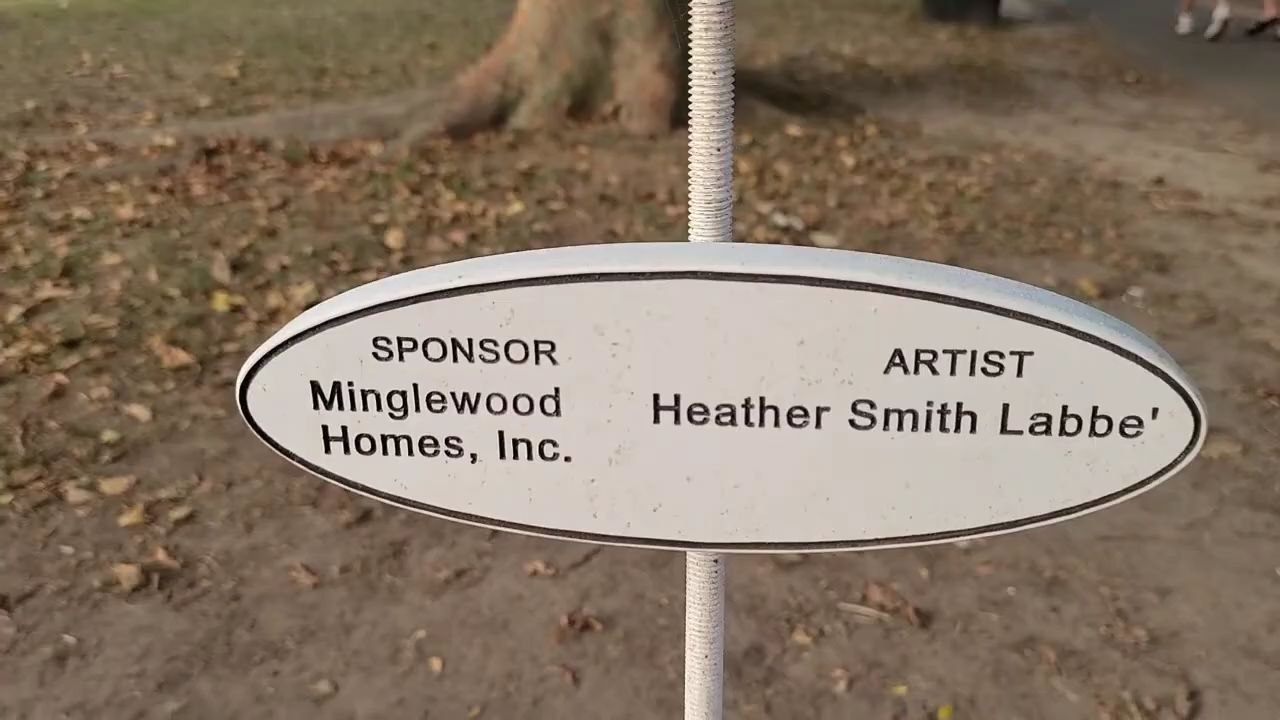 SPONSOR
Minglewood
Homes, Inc.
ARTIST
Heather Smith Labbe'